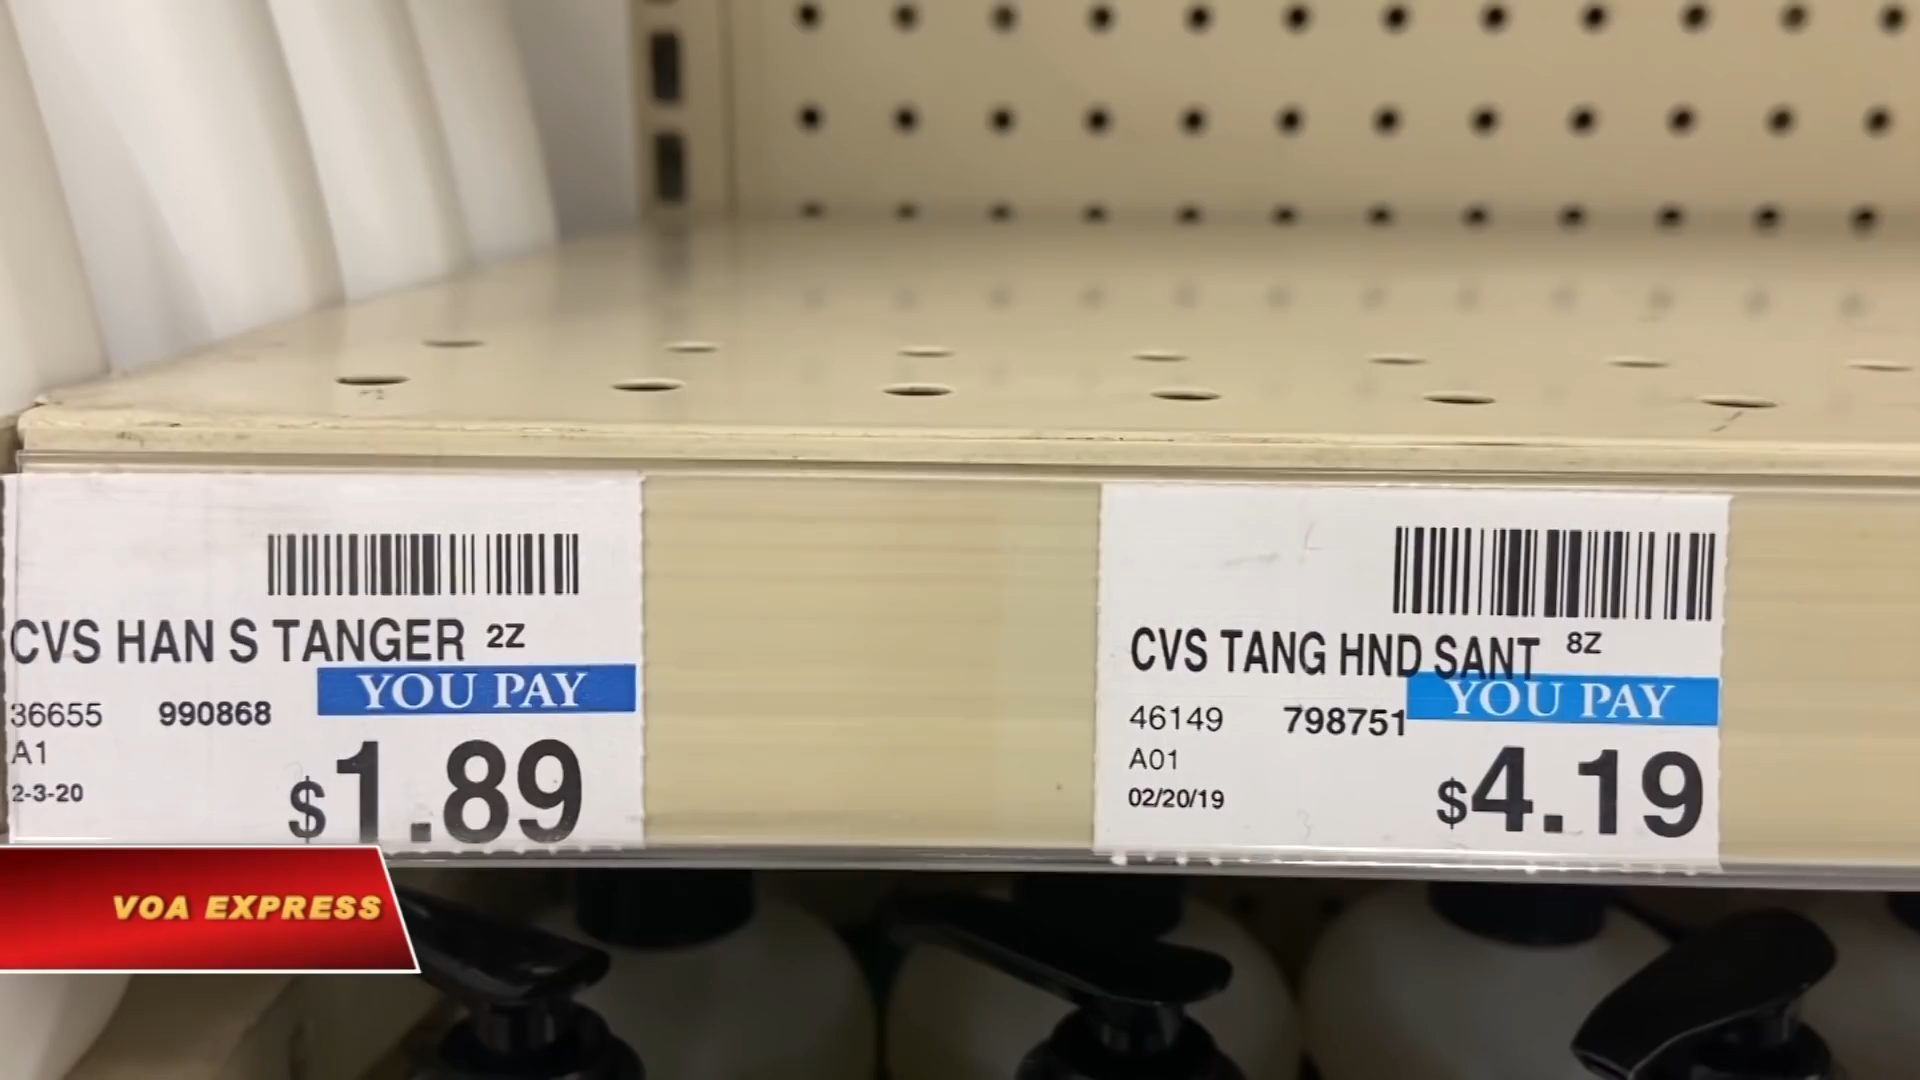 CVS HAN S TANGER 2Z
YOU PAY
36655 990868
A1
2-3-20
$1.89
CVS TANG HND SANT 8Z
YOU PAY
46149 798751
A01
02/20/19
$4.19
VOA EXPRESS